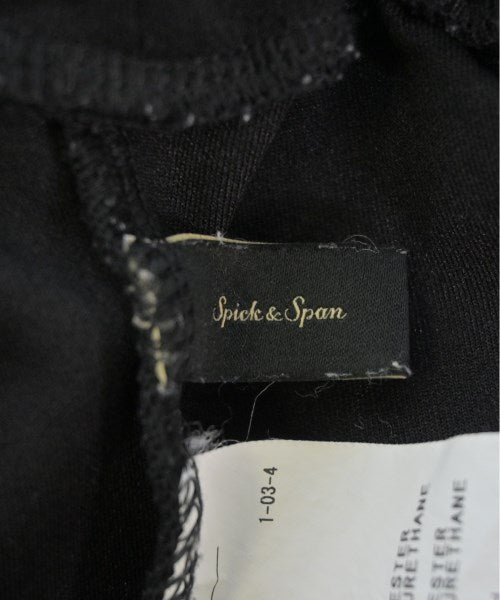 Spick & Span
1-03-4
ESTER
URETHANE
ESTER
URETHANE